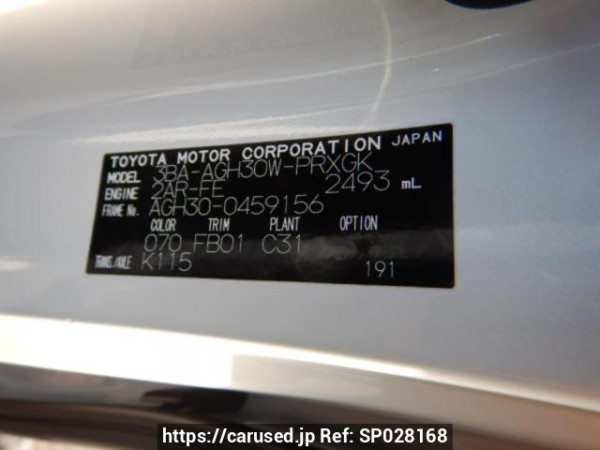 TOYOTA MOTOR CORPORATION JAPAN
MODEL 3BA-AGH30W-PRXGK
ENGINE 2AR-FE 2493 mL
FRAME No. AGH30-0459156
COLOR TRIM PLANT OPTION
070 FB01 C31
TRANS./AXLE K115 191
https://carused.jp Ref: SP028168